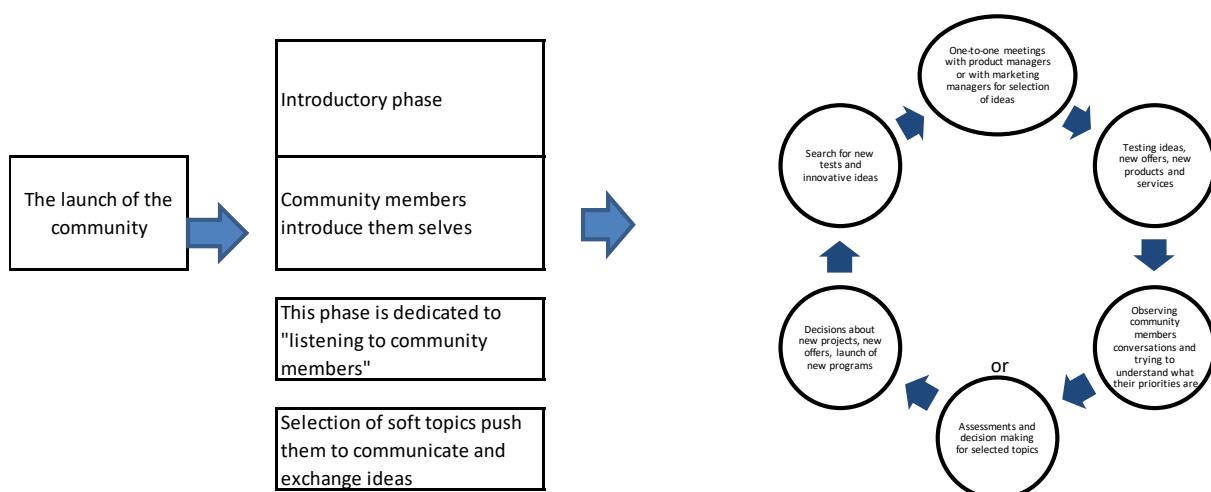 The launch of the
community
Introductory phase
Community members
introduce them selves
This phase is dedicated to
"listening to community
members"
Selection of soft topics push
them to communicate and
exchange ideas
One-to-one meetings
with product managers
or with marketing
managers for selection
of ideas
Testing ideas,
new offers, new
products and
services
Observing
community
members
conversations and
trying to
understand what
their priorities are
or
Assessments and
decision making
for selected topics
Decisions about
new projects, new
offers, launch of
new programs
Search for new
tests and
innovative ideas